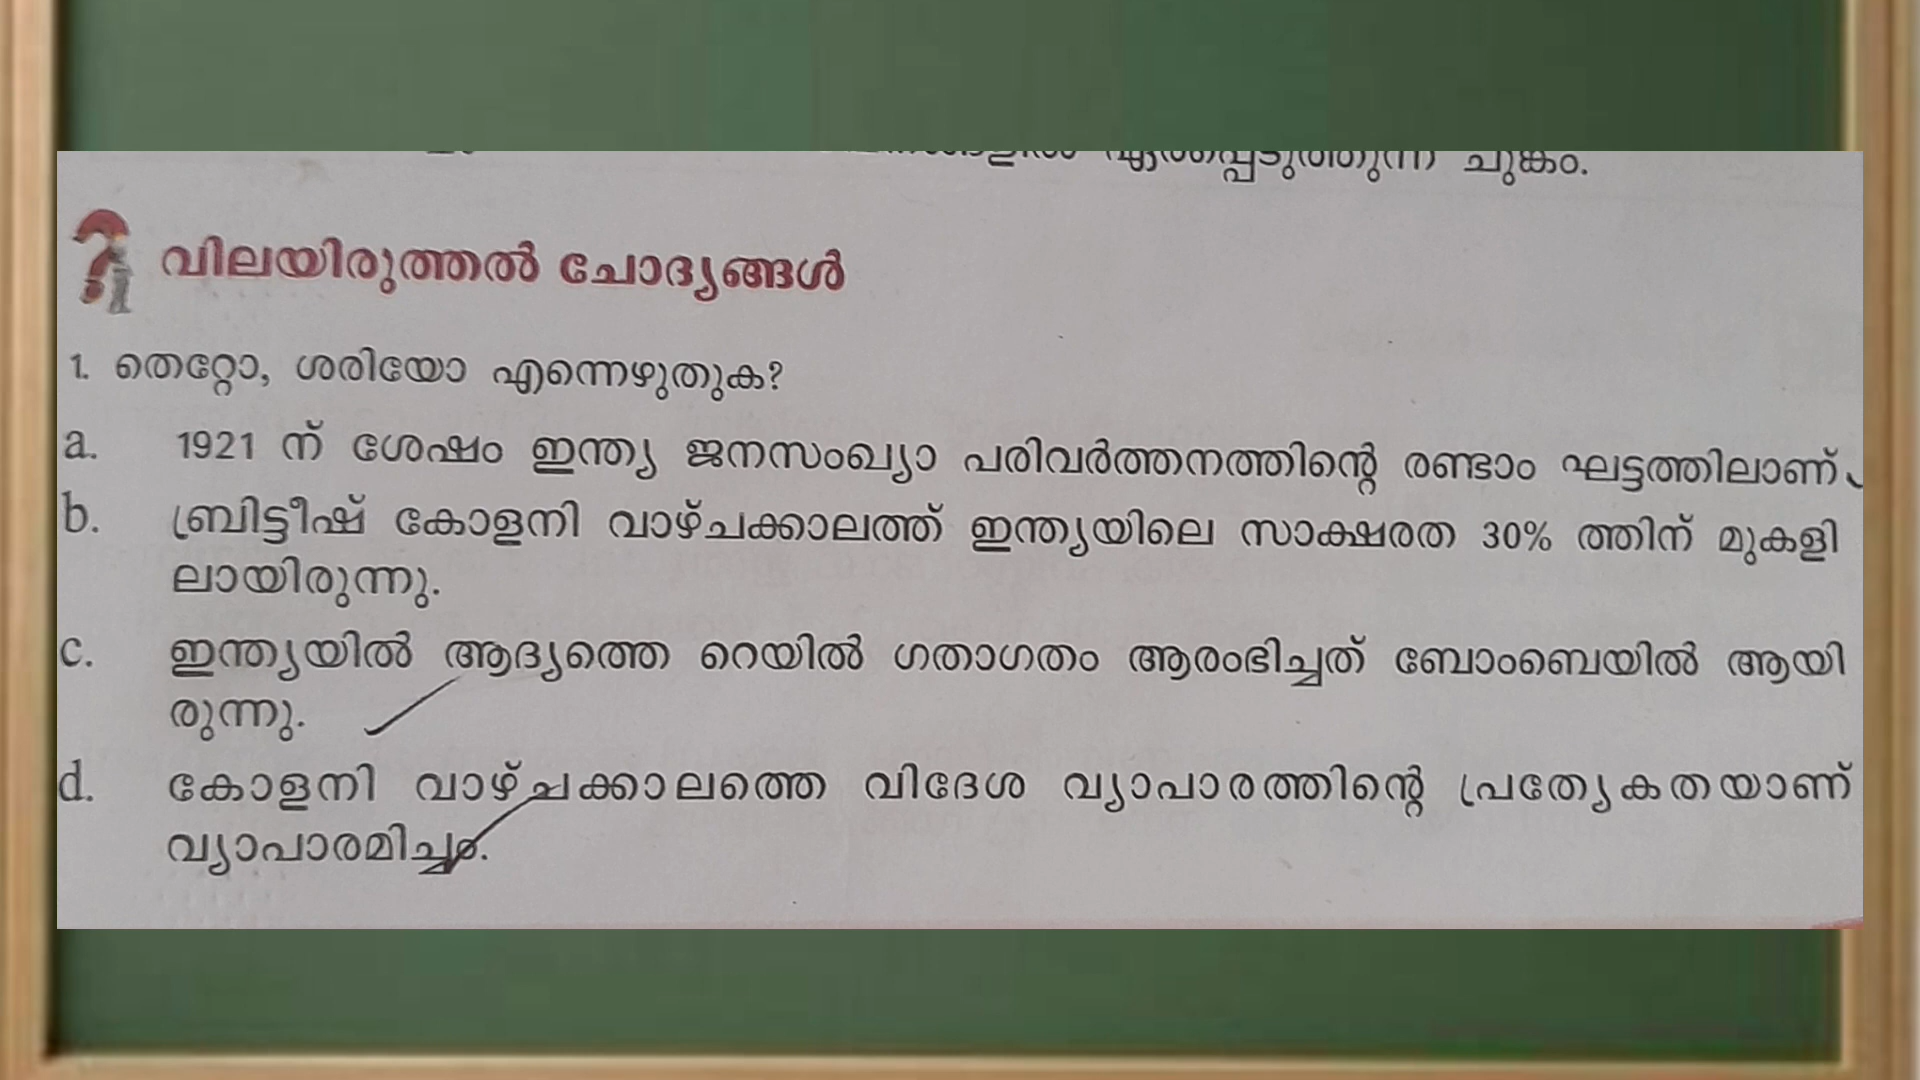 ഏർപ്പെടുത്തുന്ന ചുങ്കം.
വിലയിരുത്തൽ ചോദ്യങ്ങൾ
1. തെറ്റോ, ശരിയോ എന്നെഴുതുക?
a. 1921 ന് ശേഷം ഇന്ത്യ ജനസംഖ്യാ പരിവർത്തനത്തിന്റെ രണ്ടാം ഘട്ടത്തിലാണ്.
b. ബ്രിട്ടീഷ് കോളനി വാഴ്ചക്കാലത്ത് ഇന്ത്യയിലെ സാക്ഷരത 30% ത്തിന് മുകളി
ലായിരുന്നു.
c. ഇന്ത്യയിൽ ആദ്യത്തെ റെയിൽ ഗതാഗതം ആരംഭിച്ചത് ബോംബെയിൽ ആയി
രുന്നു.
d. കോളനി വാഴ്ചക്കാലത്തെ വിദേശ വ്യാപാരത്തിന്റെ പ്രത്യേകതയാണ്
വ്യാപാരമിച്ചം.